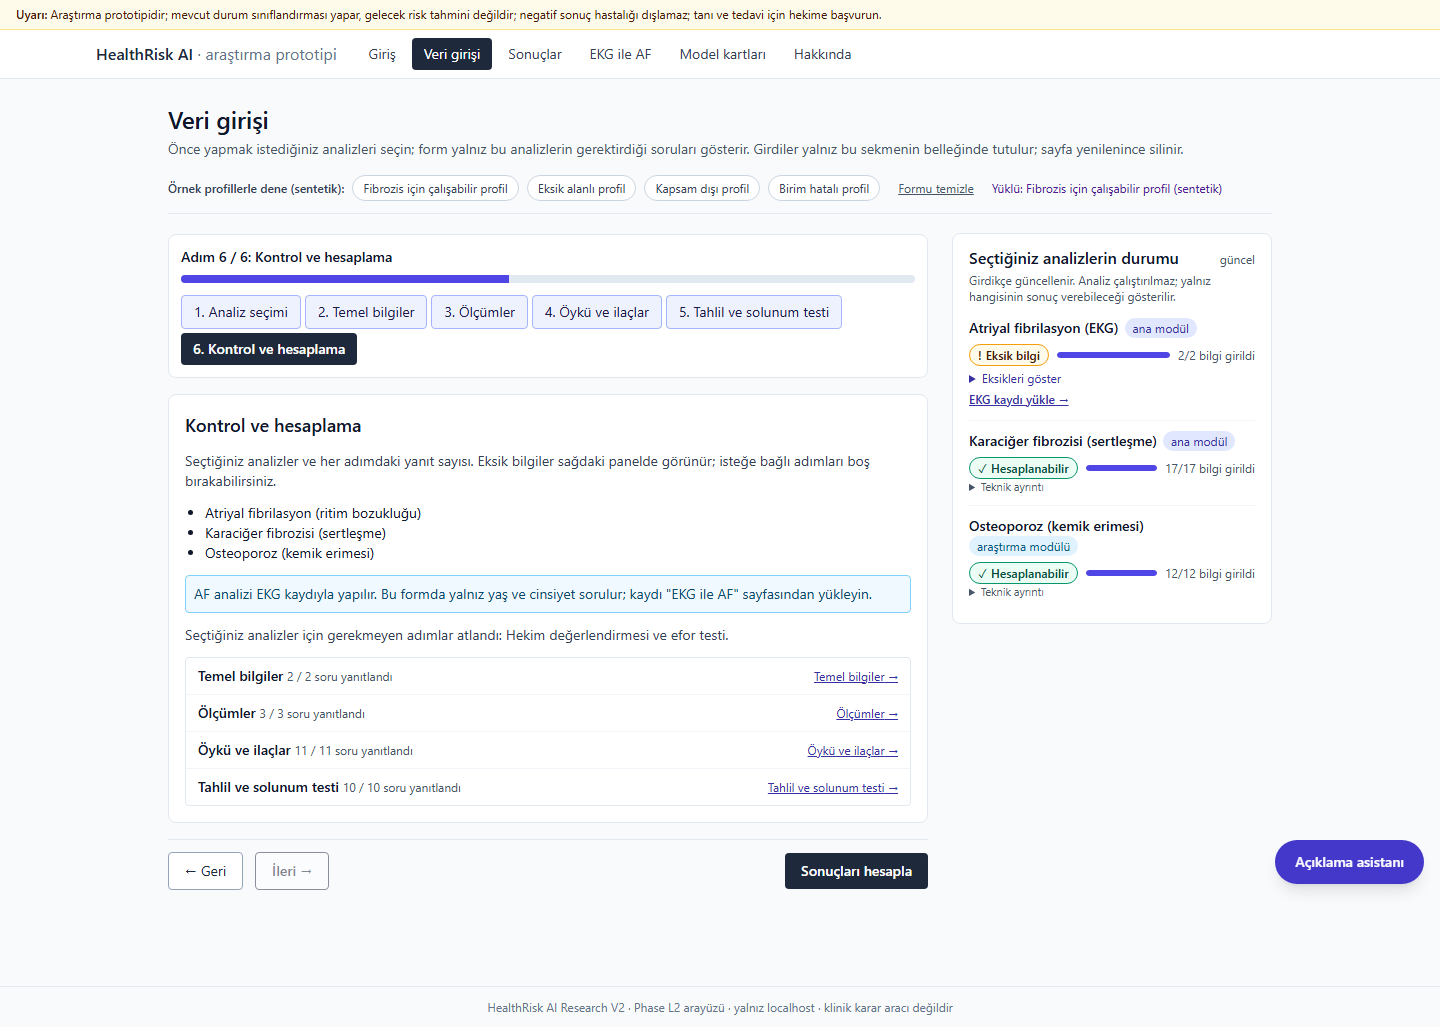 Uyarı: Araştırma prototipidir; mevcut durum sınıflandırması yapar, gelecek risk tahmini değildir; negatif sonuç hastalığı dışlamaz; tanı ve tedavi için hekime başvurun.
HealthRisk AI · araştırma prototipi
Giriş
Veri girişi
Sonuçlar
EKG ile AF
Model kartları
Hakkında
Veri girişi
Önce yapmak istediğiniz analizleri seçin; form yalnız bu analizlerin gerektirdiği soruları gösterir. Girdiler yalnız bu sekmenin belleğinde tutulur; sayfa yenilenince silinir.
Örnek profillerle dene (sentetik):
Fibrozis için çalışabilir profil
Eksik alanlı profil
Kapsam dışı profil
Birim hatalı profil
Formu temizle
Yüklü: Fibrozis için çalışabilir profil (sentetik)
Adım 6 / 6: Kontrol ve hesaplama
1. Analiz seçimi
2. Temel bilgiler
3. Ölçümler
4. Öykü ve ilaçlar
5. Tahlil ve solunum testi
6. Kontrol ve hesaplama
Kontrol ve hesaplama
Seçtiğiniz analizler ve her adımdaki yanıt sayısı. Eksik bilgiler sağdaki panelde görünür; isteğe bağlı adımları boş
bırakabilirsiniz.
• Atriyal fibrilasyon (ritim bozukluğu)
• Karaciğer fibrozisi (sertleşme)
• Osteoporoz (kemik erimesi)
AF analizi EKG kaydıyla yapılır. Bu formda yalnız yaş ve cinsiyet sorulur; kaydı "EKG ile AF" sayfasından yükleyin.
Seçtiğiniz analizler için gerekmeyen adımlar atlandı: Hekim değerlendirmesi ve efor testi.
Temel bilgiler 2 / 2 soru yanıtlandı
Temel bilgiler →
Ölçümler 3 / 3 soru yanıtlandı
Ölçümler →
Öykü ve ilaçlar 11 / 11 soru yanıtlandı
Öykü ve ilaçlar →
Tahlil ve solunum testi 10 / 10 soru yanıtlandı
Tahlil ve solunum testi →
← Geri
İleri →
Sonuçları hesapla
Seçtiğiniz analizlerin durumu
güncel
Girdikçe güncellenir. Analiz çalıştırılmaz; yalnız
hangisinin sonuç verebileceği gösterilir.
Atriyal fibrilasyon (EKG)
ana modül
! Eksik bilgi
2/2 bilgi girildi
▶ Eksikleri göster
EKG kaydı yükle →
Karaciğer fibrozisi (sertleşme)
ana modül
✓ Hesaplanabilir
17/17 bilgi girildi
▶ Teknik ayrıntı
Osteoporoz (kemik erimesi)
araştırma modülü
✓ Hesaplanabilir
12/12 bilgi girildi
▶ Teknik ayrıntı
Açıklama asistanı
HealthRisk AI Research V2 · Phase L2 arayüzü · yalnız localhost · klinik karar aracı değildir